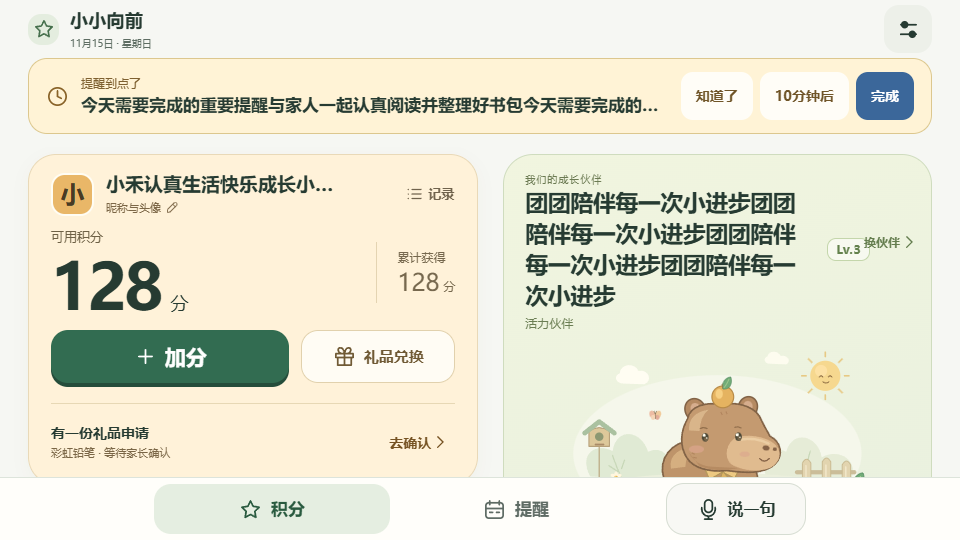 小小向前
11月15日 · 星期日
提醒到点了
今天需要完成的重要提醒与家人一起认真阅读并整理好书包今天需要完成的...
知道了
10分钟后
完成
小
小禾认真生活快乐成长小...
昵称与头像
记录
可用积分
128 分
累计获得
128 分
加分
礼品兑换
有一份礼品申请
彩虹铅笔 · 等待家长确认
去确认
我们的成长伙伴
团团陪伴每一次小进步团团
陪伴每一次小进步团团陪伴
每一次小进步团团陪伴每一
次小进步
Lv.3
换伙伴
活力伙伴
积分
提醒
说一句